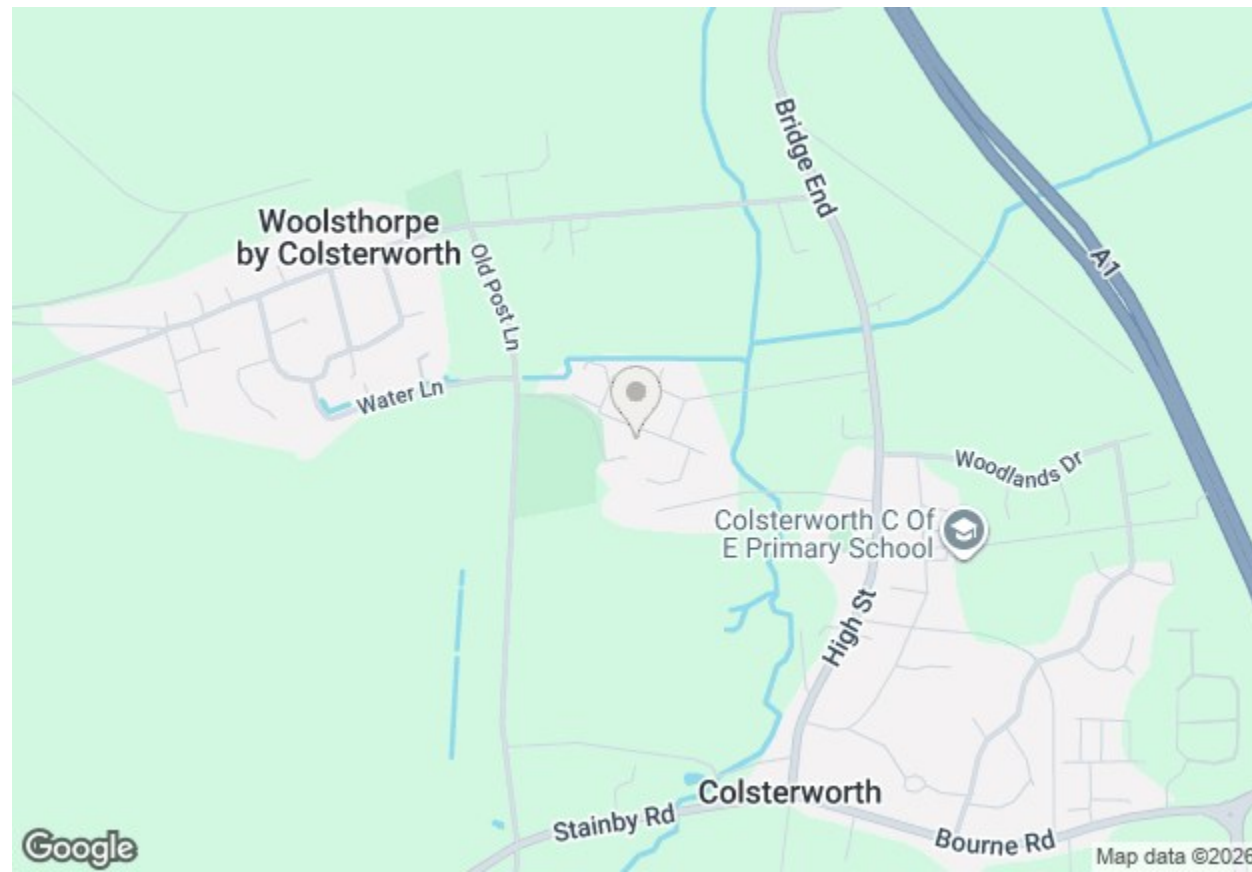 Bridge End
A1
Woolsthorpe
by Colsterworth
Old Post Ln
Water Ln
Woodlands Dr
Colsterworth C Of
E Primary School
High St
Colsterworth
Stainby Rd
Bourne Rd
Google
Map data ©2026